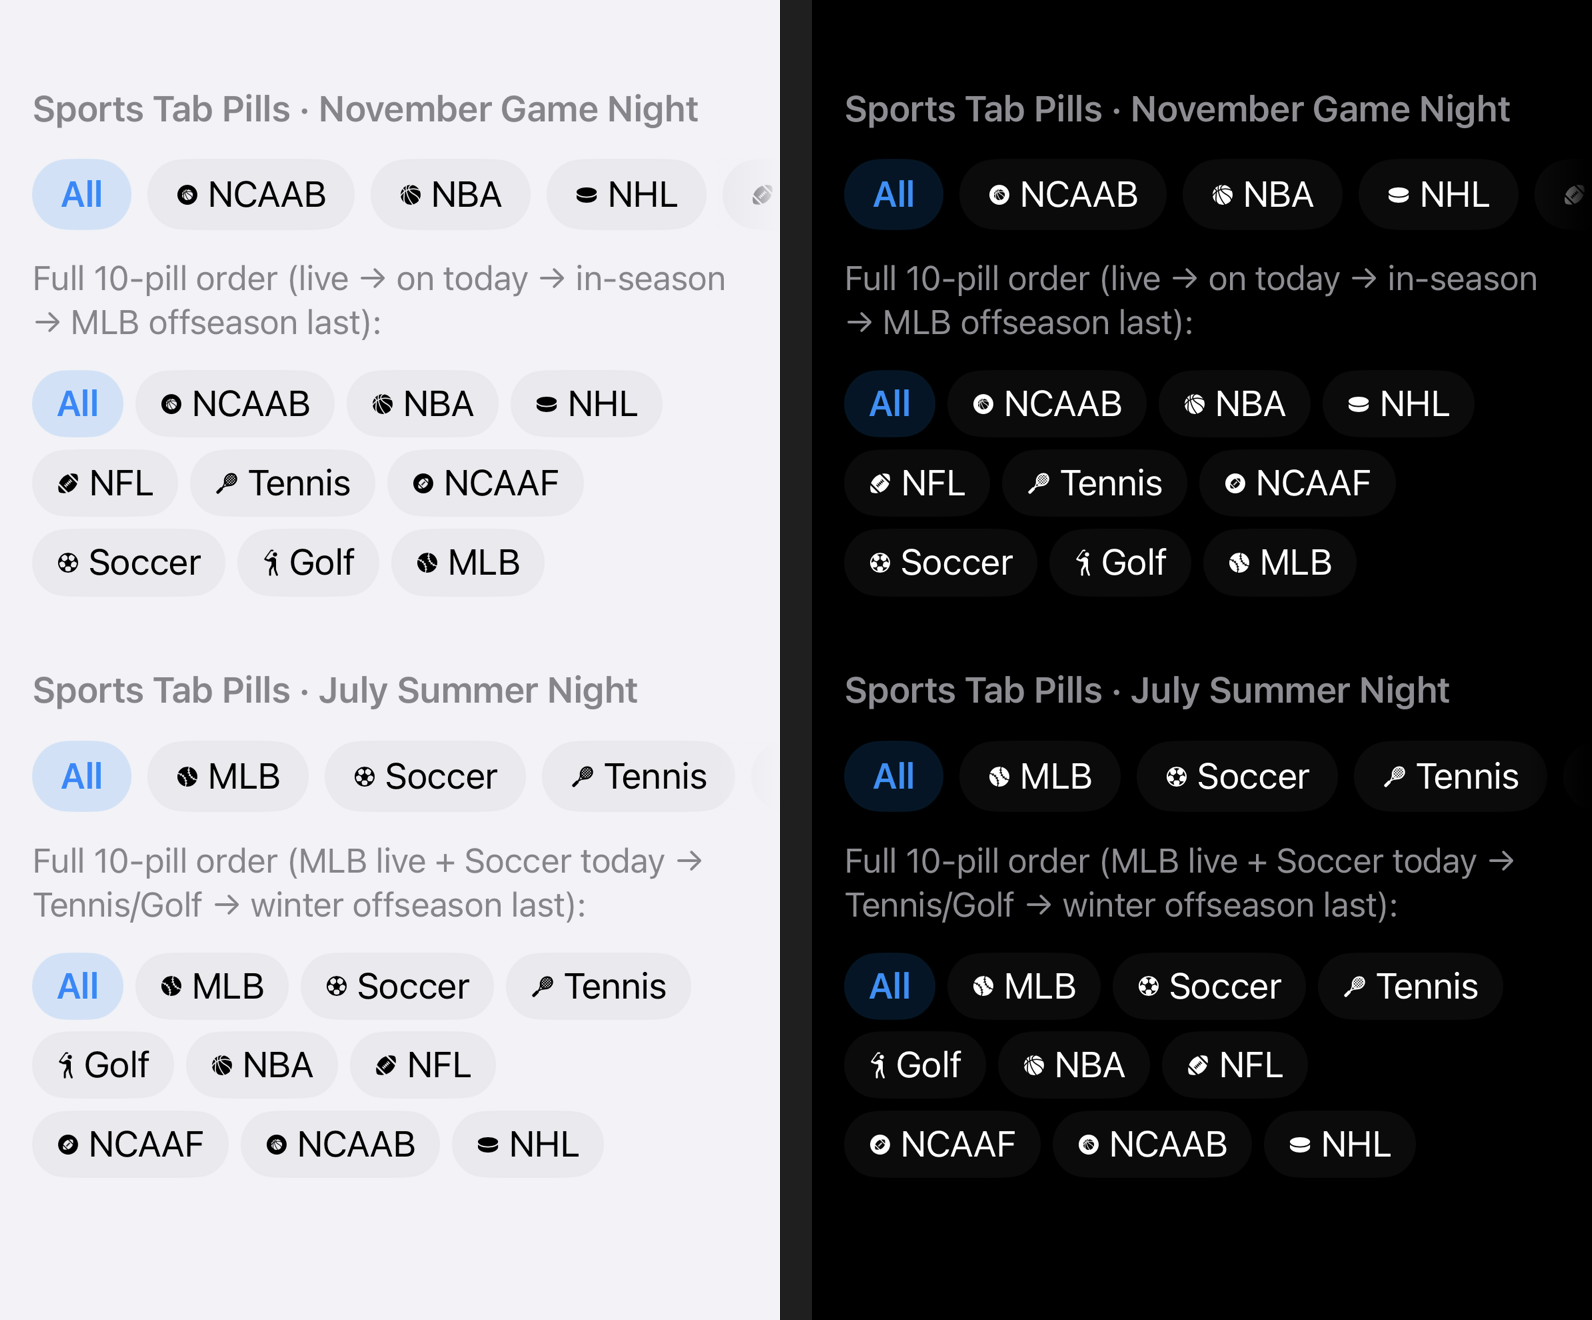 Sports Tab Pills · November Game Night
All NCAAB NBA NHL
Full 10-pill order (live → on today → in-season
→ MLB offseason last):
All NCAAB NBA NHL
NFL Tennis NCAAF
Soccer Golf MLB
Sports Tab Pills · July Summer Night
All MLB Soccer Tennis
Full 10-pill order (MLB live + Soccer today →
Tennis/Golf → winter offseason last):
All MLB Soccer Tennis
Golf NBA NFL
NCAAF NCAAB NHL
Sports Tab Pills · November Game Night
All NCAAB NBA NHL
Full 10-pill order (live → on today → in-season
→ MLB offseason last):
All NCAAB NBA NHL
NFL Tennis NCAAF
Soccer Golf MLB
Sports Tab Pills · July Summer Night
All MLB Soccer Tennis
Full 10-pill order (MLB live + Soccer today →
Tennis/Golf → winter offseason last):
All MLB Soccer Tennis
Golf NBA NFL
NCAAF NCAAB NHL